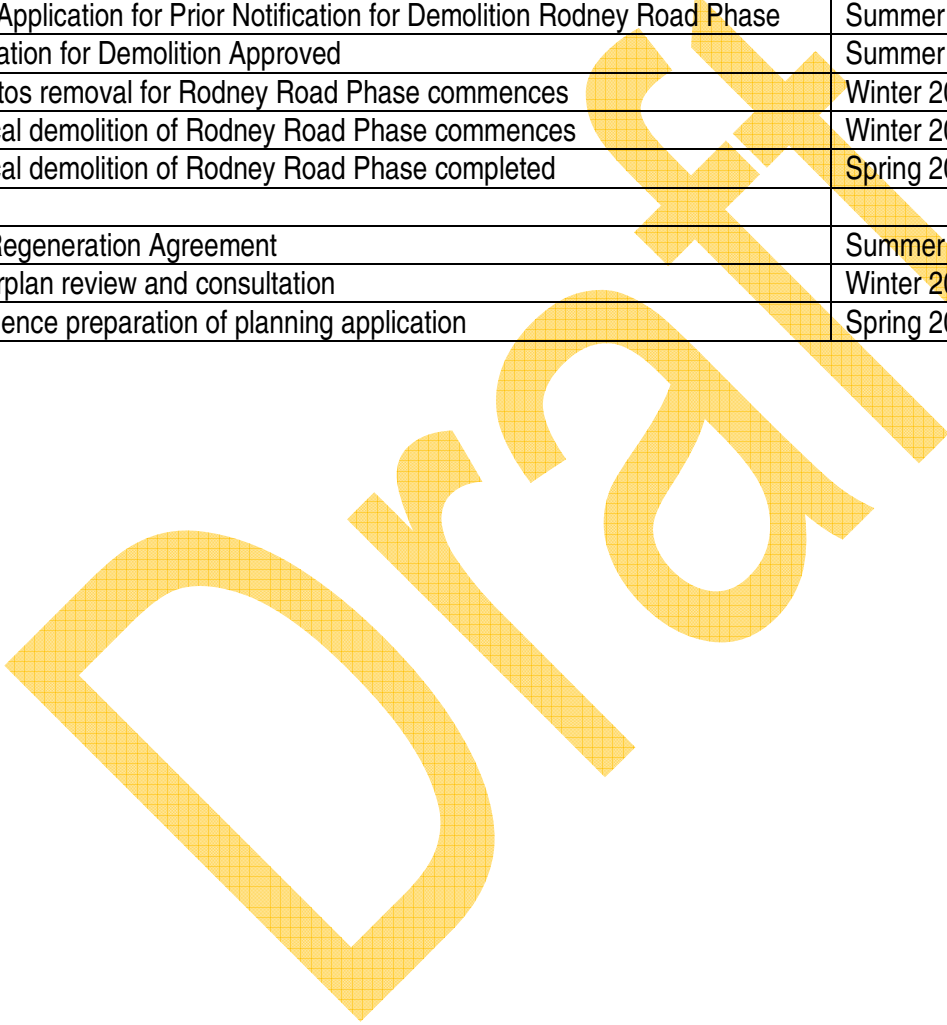 Application for Prior Notification for Demolition Rodney Road Phase Summer
ation for Demolition Approved Summer
tos removal for Rodney Road Phase commences Winter 20
al demolition of Rodney Road Phase commences Winter 20
al demolition of Rodney Road Phase completed Spring 20
Regeneration Agreement Summer
rplan review and consultation Winter 20
ence preparation of planning application Spring 20
Draft